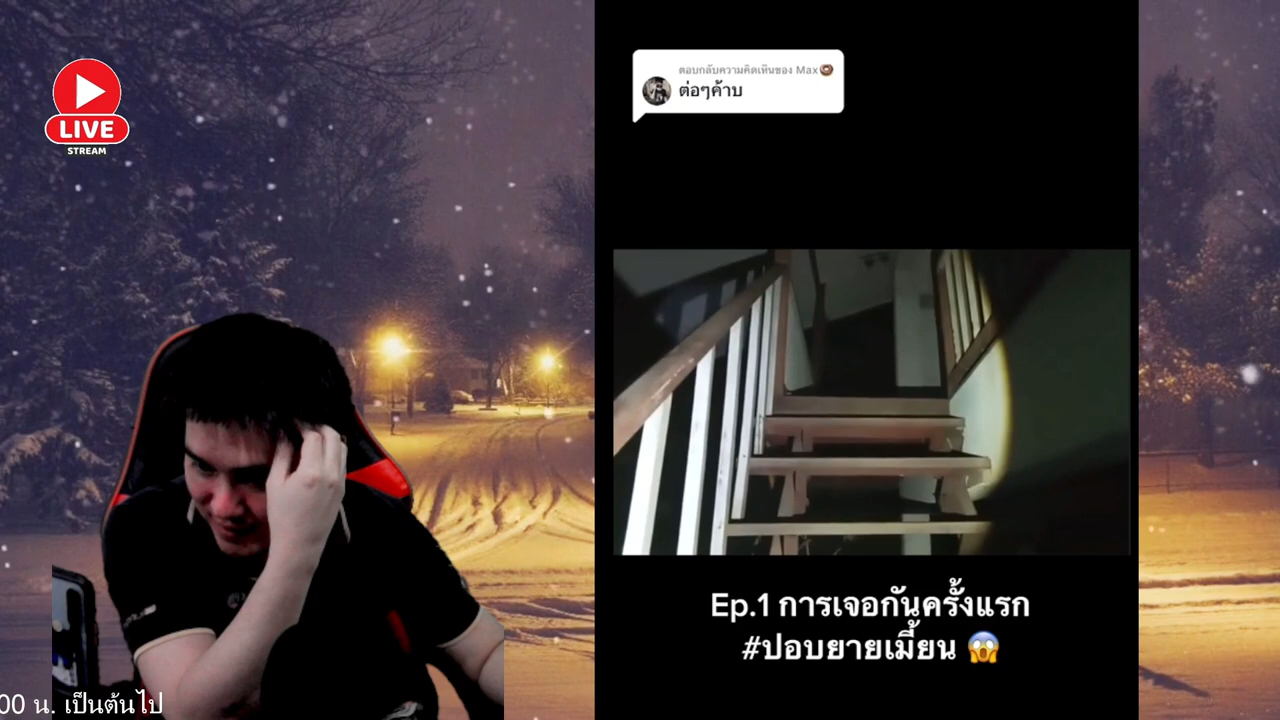 LIVE
STREAM
ตอบกลับความคิดเห็นของ Max
ต่อๆค้าบ
Ep.1 การเจอกันครั้งแรก
#ปอบยายเมี้ยน 😱
00 น. เป็นต้นไป